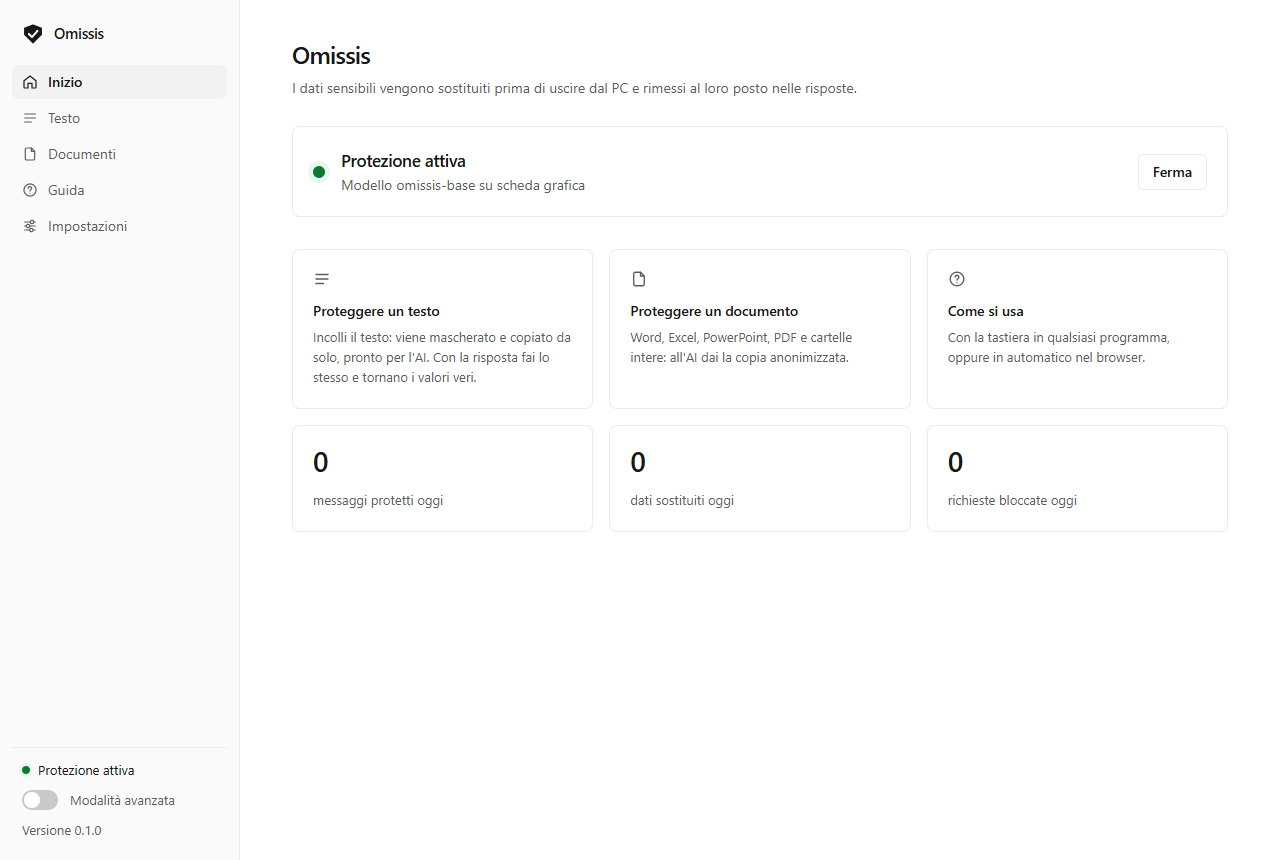 Omissis
Inizio
Testo
Documenti
Guida
Impostazioni
Protezione attiva
Modalità avanzata
Versione 0.1.0
Omissis
I dati sensibili vengono sostituiti prima di uscire dal PC e rimessi al loro posto nelle risposte.
Protezione attiva
Modello omissis-base su scheda grafica
Ferma
Proteggere un testo
Incolli il testo: viene mascherato e copiato da
solo, pronto per l'AI. Con la risposta fai lo
stesso e tornano i valori veri.
Proteggere un documento
Word, Excel, PowerPoint, PDF e cartelle
intere: all'AI dai la copia anonimizzata.
Come si usa
Con la tastiera in qualsiasi programma,
oppure in automatico nel browser.
0
messaggi protetti oggi
0
dati sostituiti oggi
0
richieste bloccate oggi